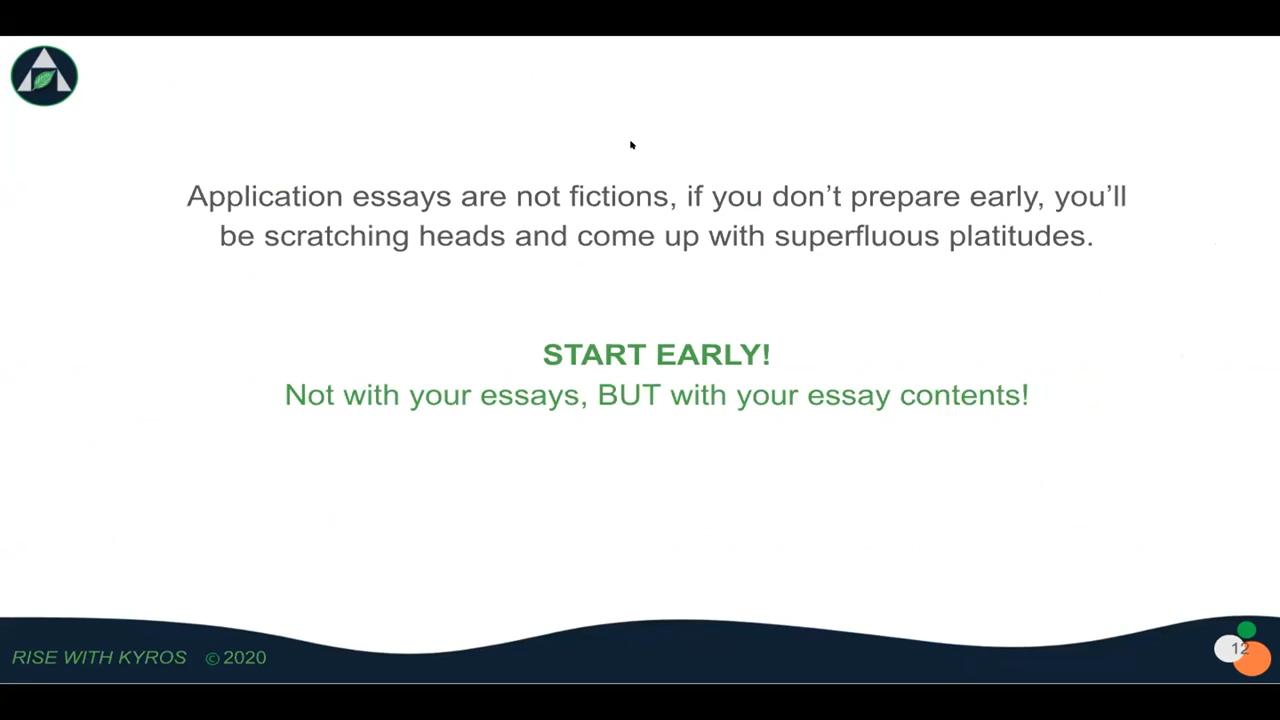 Application essays are not fictions, if you don’t prepare early, you’ll
be scratching heads and come up with superfluous platitudes.
START EARLY!
Not with your essays, BUT with your essay contents!
RISE WITH KYROS © 2020
12